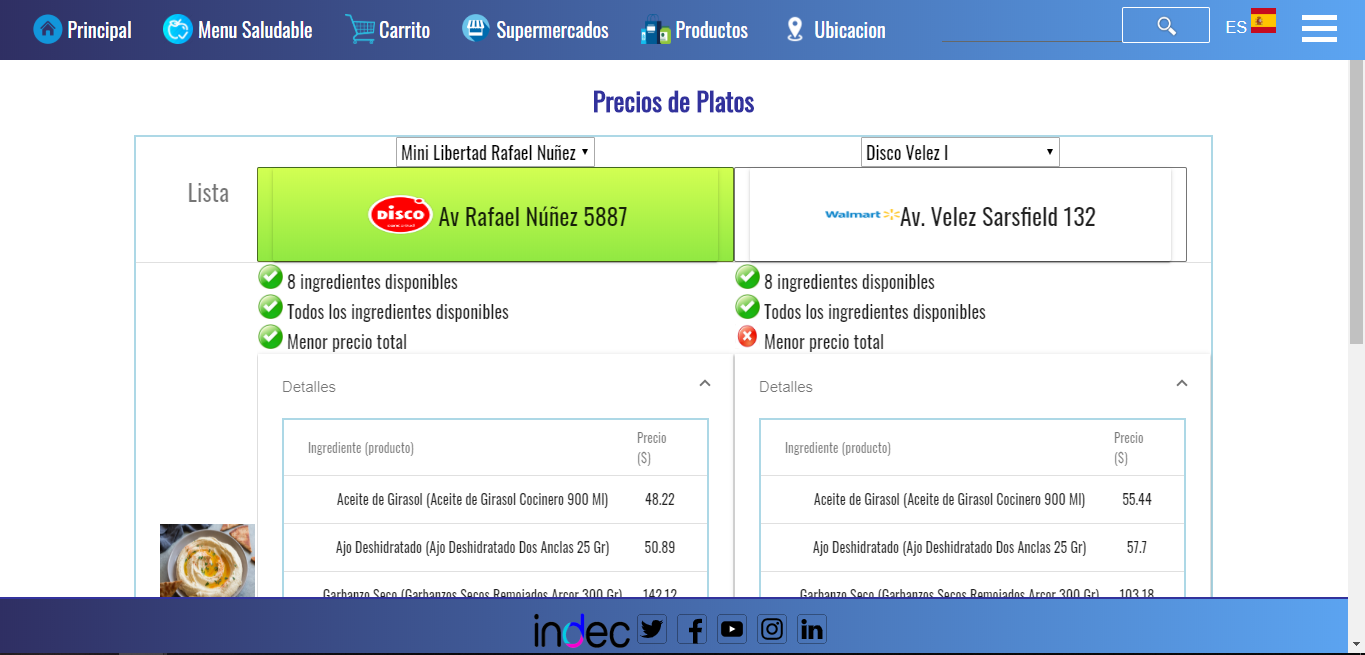 Principal
Menu Saludable
Carrito
Supermercados
Productos
Ubicacion
ES
Precios de Platos
Mini Libertad Rafael Nuñez
Disco Velez I
Lista
DISCO
Av Rafael Núñez 5887
Walmart
Av. Velez Sarsfield 132
8 ingredientes disponibles
Todos los ingredientes disponibles
Menor precio total
8 ingredientes disponibles
Todos los ingredientes disponibles
Menor precio total
Detalles
Detalles
Ingrediente (producto) Precio
($)
Aceite de Girasol (Aceite de Girasol Cocinero 900 Ml) 48.22
Ajo Deshidratado (Ajo Deshidratado Dos Anclas 25 Gr) 50.89
Garbanzo Seco (Garbanzos Secos Remojados Arcor 300 Gr) 142.12
Ingrediente (producto) Precio
($)
Aceite de Girasol (Aceite de Girasol Cocinero 900 Ml) 55.44
Ajo Deshidratado (Ajo Deshidratado Dos Anclas 25 Gr) 57.7
Garbanzo Seco (Garbanzos Secos Remojados Arcor 300 Gr) 103.18
indec